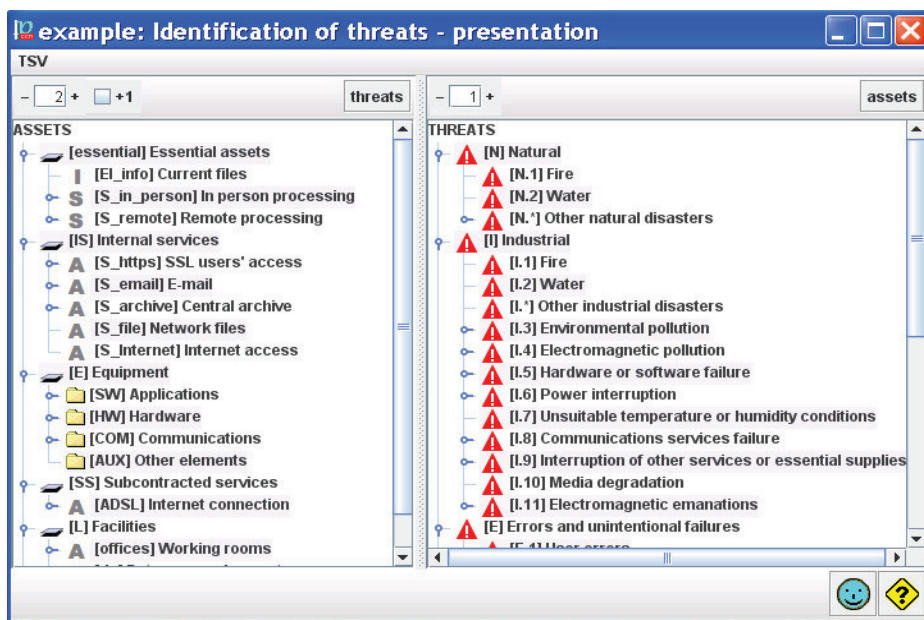 example: Identification of threats - presentation
TSV
- 2 + +1 threats
- 1 + assets
ASSETS
[essential] Essential assets
[EI_info] Current files
[S_in_person] In person processing
[S_remote] Remote processing
[IS] Internal services
[S_https] SSL users' access
[S_email] E-mail
[S_archive] Central archive
[S_file] Network files
[S_Internet] Internet access
[E] Equipment
[SW] Applications
[HW] Hardware
[COM] Communications
[AUX] Other elements
[SS] Subcontracted services
[ADSL] Internet connection
[L] Facilities
[offices] Working rooms
THREATS
[N] Natural
[N.1] Fire
[N.2] Water
[N.*] Other natural disasters
[I] Industrial
[I.1] Fire
[I.2] Water
[I.*] Other industrial disasters
[I.3] Environmental pollution
[I.4] Electromagnetic pollution
[I.5] Hardware or software failure
[I.6] Power interruption
[I.7] Unsuitable temperature or humidity conditions
[I.8] Communications services failure
[I.9] Interruption of other services or essential supplies
[I.10] Media degradation
[I.11] Electromagnetic emanations
[E] Errors and unintentional failures
[E.1] User errors